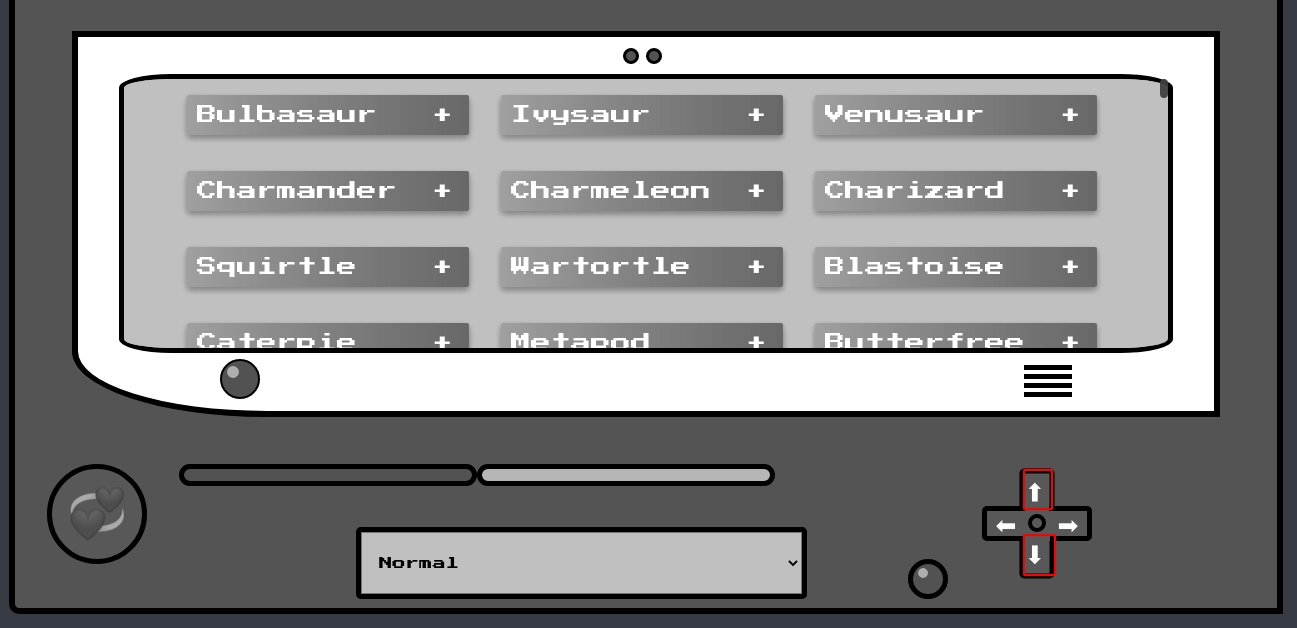 Bulbasaur + Ivysaur + Venusaur +
Charmander + Charmeleon + Charizard +
Squirtle + Wartortle + Blastoise +
Caterpie + Metapod + Butterfree +
Normal